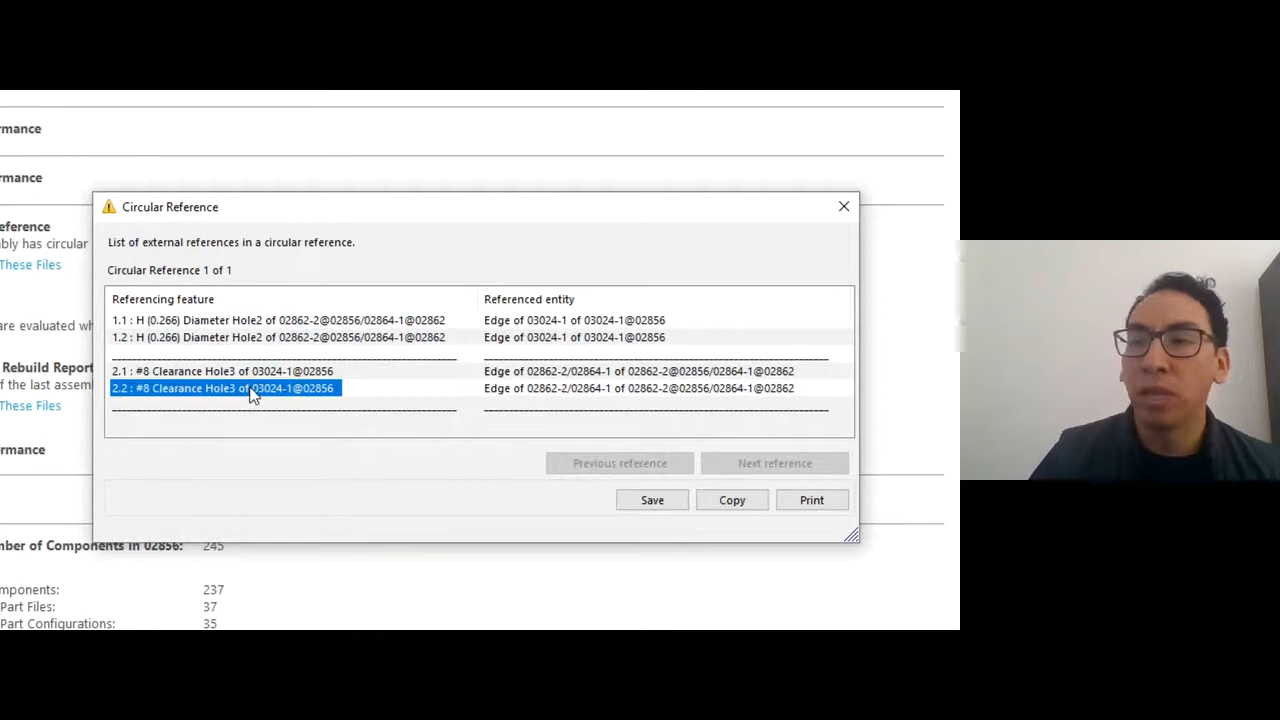 rmance
rmance
eference
bly has circular
These Files
are evaluated wh
Rebuild Report
of the last assem
These Files
rmance
mber of Components in 02856: 245
mponents: 237
Part Files: 37
Part Configurations: 35
Circular Reference
List of external references in a circular reference.
Circular Reference 1 of 1
Referencing feature Referenced entity
1.1 : H (0.266) Diameter Hole2 of 02862-2@02856/02864-1@02862 Edge of 03024-1 of 03024-1@02856
1.2 : H (0.266) Diameter Hole2 of 02862-2@02856/02864-1@02862 Edge of 03024-1 of 03024-1@02856
2.1 : #8 Clearance Hole3 of 03024-1@02856 Edge of 02862-2/02864-1 of 02862-2@02856/02864-1@02862
2.2 : #8 Clearance Hole3 of 03024-1@02856 Edge of 02862-2/02864-1 of 02862-2@02856/02864-1@02862
Previous reference Next reference
Save Copy Print